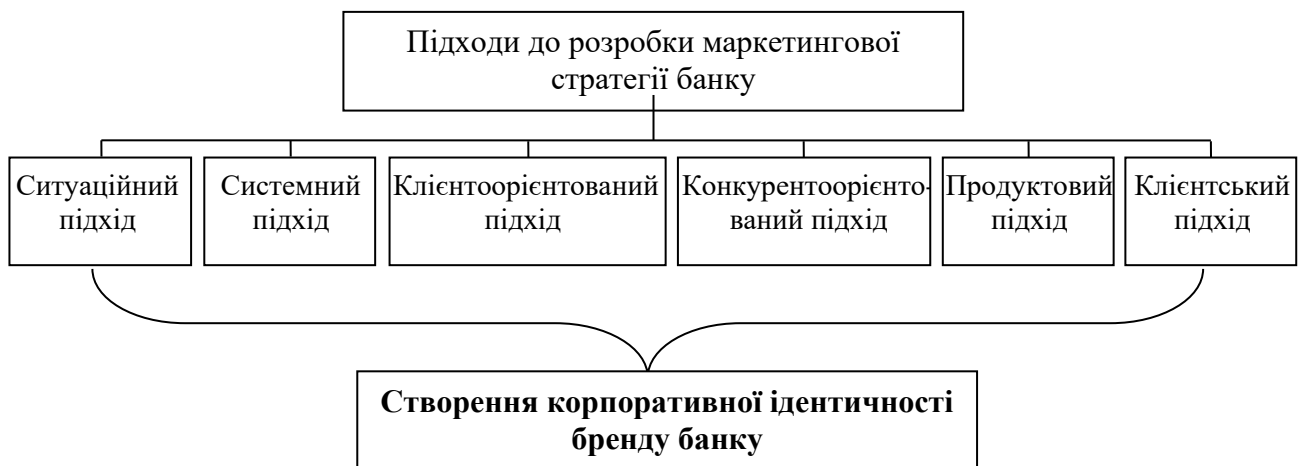 Підходи до розробки маркетингової
стратегії банку
Ситуаційний
підхід
Системний
підхід
Клієнтоорієнтований
підхід
Конкурентоорієнто-
ваний підхід
Продуктовий
підхід
Клієнтський
підхід
Створення корпоративної ідентичності
бренду банку